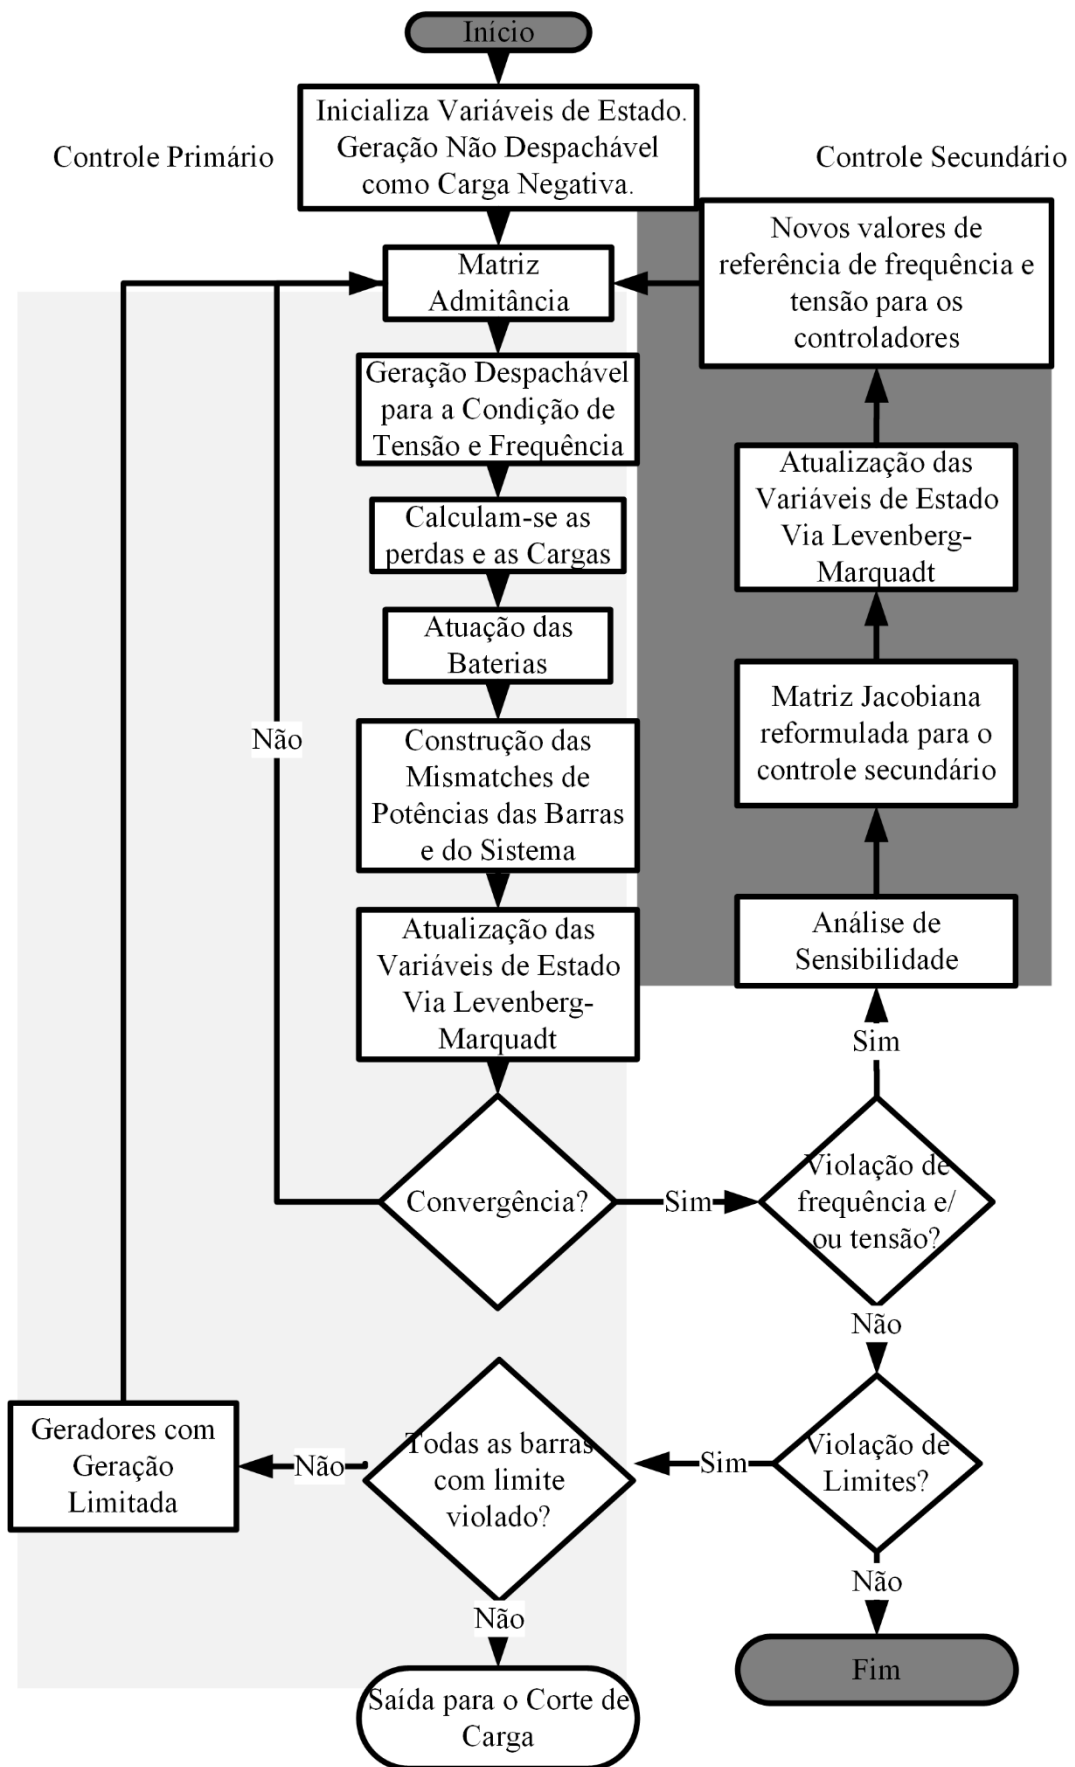 Início
Inicializa Variáveis de Estado.
Geração Não Despachável
como Carga Negativa.
Controle Primário
Controle Secundário
Matriz
Admitância
Novos valores de
referência de frequência e
tensão para os
controladores
Geração Despachável
para a Condição de
Tensão e Frequência
Calculam-se as
perdas e as Cargas
Atuação das
Baterias
Construção das
Mismatches de
Potências das Barras
e do Sistema
Atualização das
Variáveis de Estado
Via Levenberg-
Marquadt
Convergência?
Não
Sim
Violação de
frequência e/
ou tensão?
Sim
Análise de
Sensibilidade
Matriz Jacobiana
reformulada para o
controle secundário
Atualização das
Variáveis de Estado
Via Levenberg-
Marquadt
Não
Violação de
Limites?
Sim
Todas as barras
com limite
violado?
Não
Geradores com
Geração
Limitada
Não
Saída para o Corte de
Carga
Não
Fim